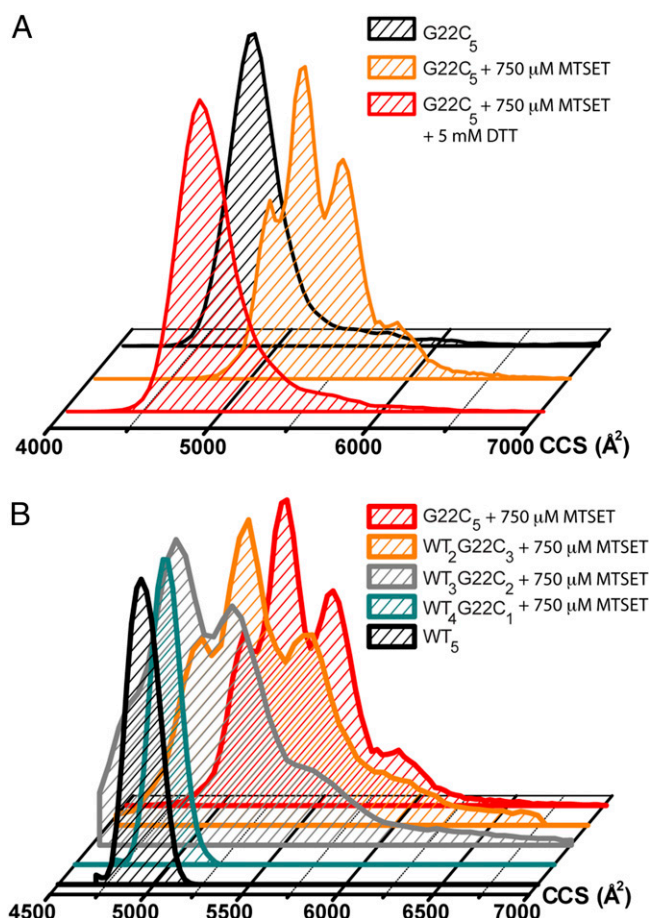 A
G22C5
G22C5 + 750 μM MTSET
G22C5 + 750 μM MTSET
+ 5 mM DTT
4000 5000 6000 7000 CCS (Å²)
B
G22C5 + 750 μM MTSET
WT2G22C3 + 750 μM MTSET
WT3G22C2 + 750 μM MTSET
WT4G22C1 + 750 μM MTSET
WT5
4500 5000 5500 6000 6500 7000 CCS (Å²)